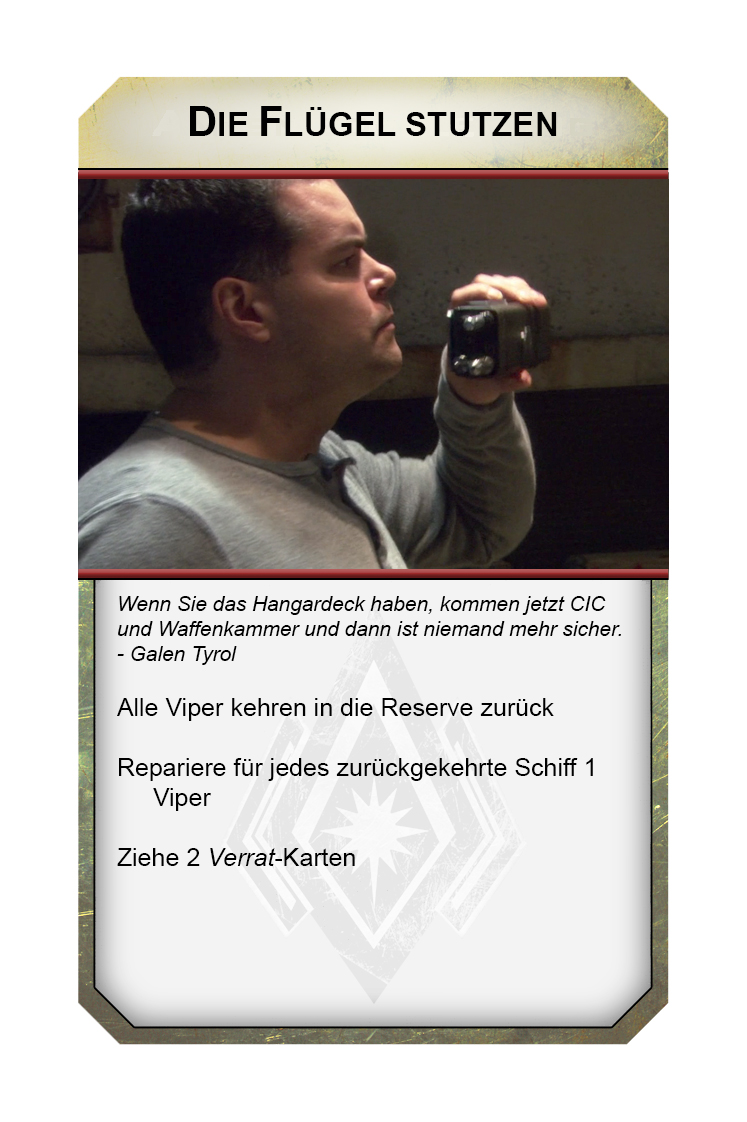 DIE FLÜGEL STUTZEN
Wenn Sie das Hangardeck haben, kommen jetzt CIC
und Waffenkammer und dann ist niemand mehr sicher.
- Galen Tyrol
Alle Viper kehren in die Reserve zurück
Repariere für jedes zurückgekehrte Schiff 1
Viper
Ziehe 2 Verrat-Karten